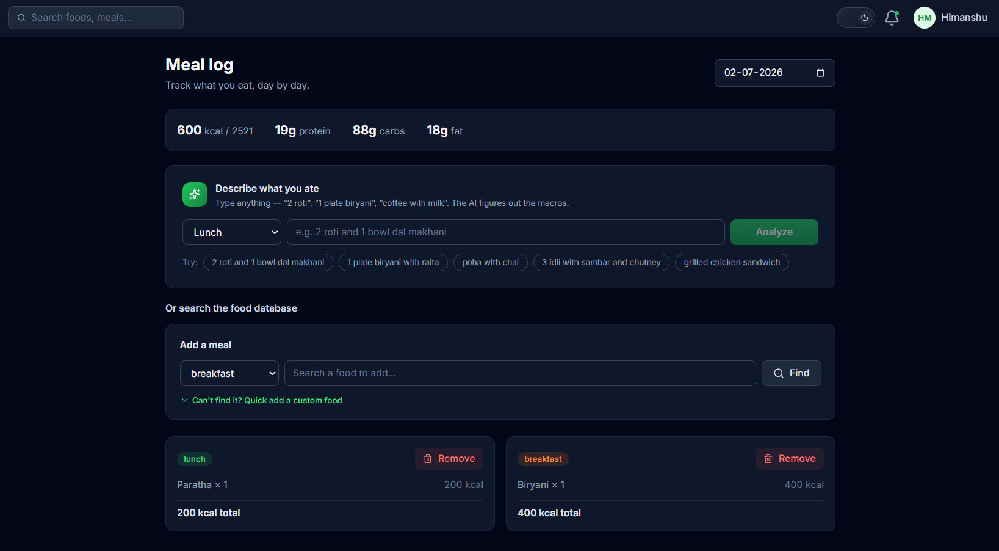 Search foods, meals...
HM Himanshu
Meal log
02-07-2026
Track what you eat, day by day.
600 kcal / 2521 19g protein 88g carbs 18g fat
Describe what you ate
Type anything — “2 roti”, “1 plate biryani”, “coffee with milk”. The AI figures out the macros.
Lunch e.g. 2 roti and 1 bowl dal makhani Analyze
Try: 2 roti and 1 bowl dal makhani 1 plate biryani with raita poha with chai 3 idli with sambar and chutney grilled chicken sandwich
Or search the food database
Add a meal
breakfast Search a food to add... Find
Can't find it? Quick add a custom food
lunch Remove
Paratha × 1 200 kcal
200 kcal total
breakfast Remove
Biryani × 1 400 kcal
400 kcal total